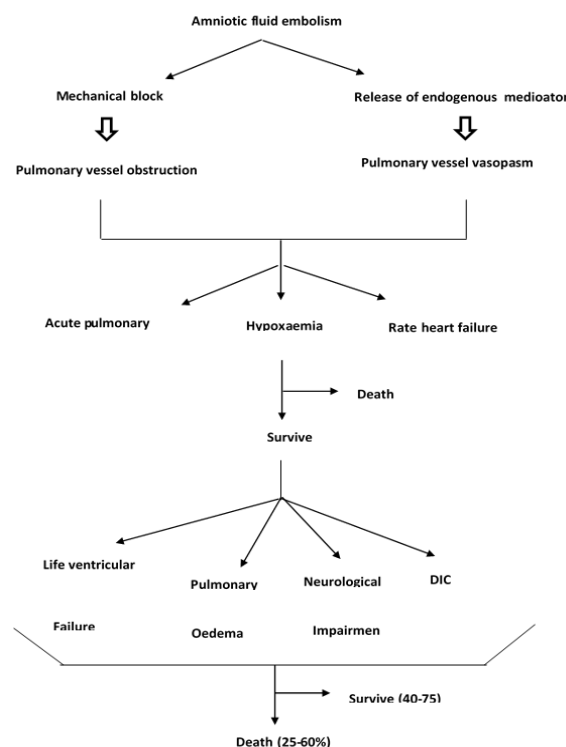 Amniotic fluid embolism
Mechanical block
Release of endogenous medioator
Pulmonary vessel obstruction
Pulmonary vessel vasopasm
Acute pulmonary
Hypoxaemia
Rate heart failure
Death
Survive
Life ventricular
Pulmonary
Neurological
DIC
Failure
Oedema
Impairmen
Survive (40-75)
Death (25-60%)